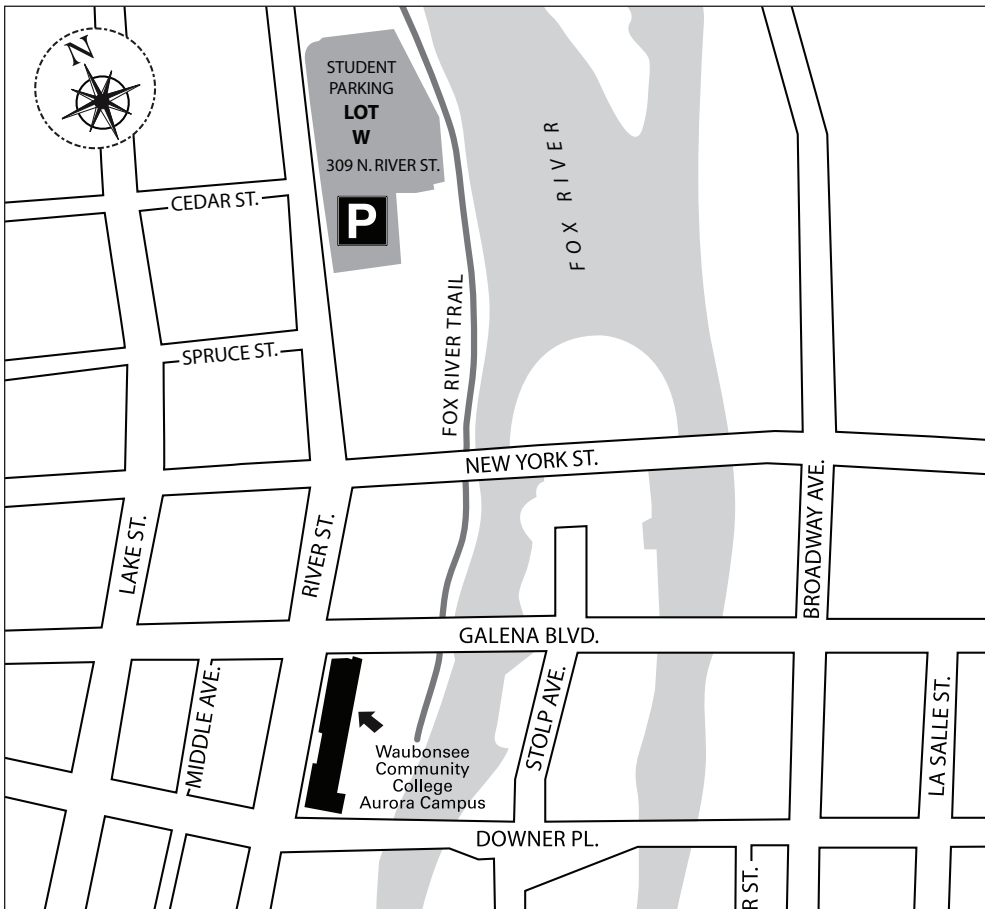 N
STUDENT
PARKING
LOT
W
309 N. RIVER ST.
P
CEDAR ST.
FOX RIVER
SPRUCE ST.
FOX RIVER TRAIL
NEW YORK ST.
LAKE ST.
RIVER ST.
BROADWAY AVE.
GALENA BLVD.
MIDDLE AVE.
STOLP AVE.
LA SALLE ST.
Waubonsee
Community
College
Aurora Campus
DOWNER PL.
R ST.